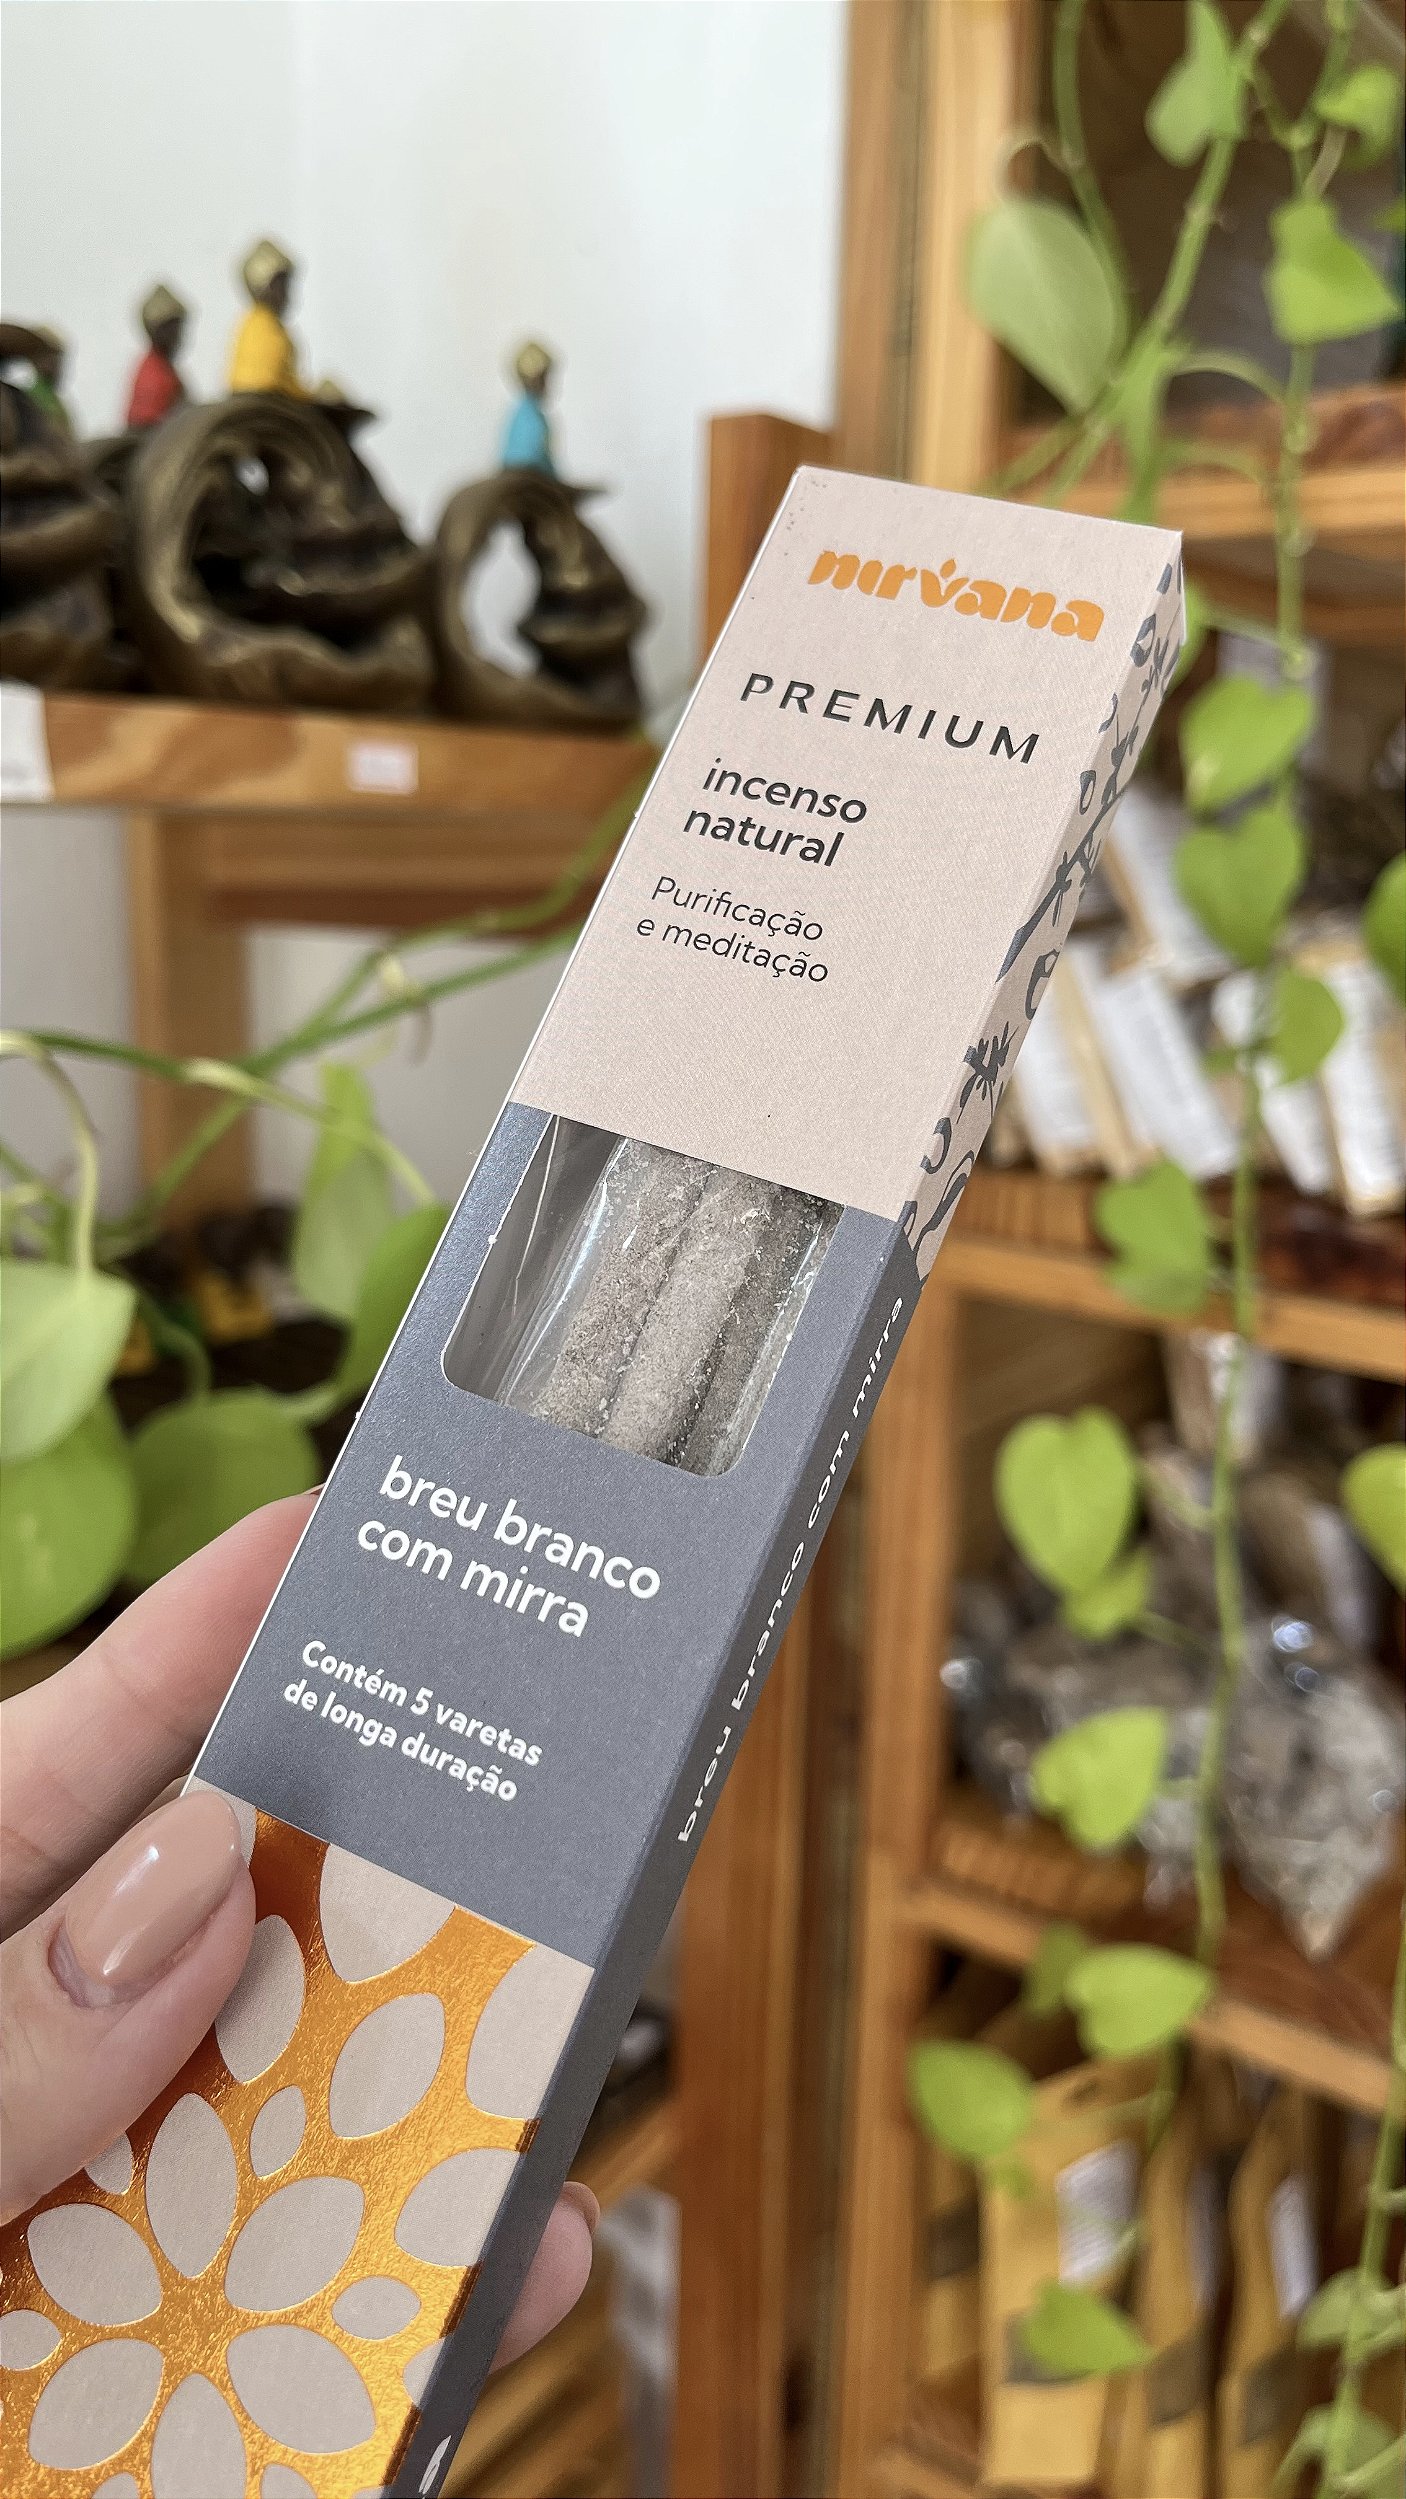 nirvana
PREMIUM
incenso
natural
Purificação
e meditação
breu branco
com mirra
Contém 5 varetas
de longa duração
breu branco com mirra